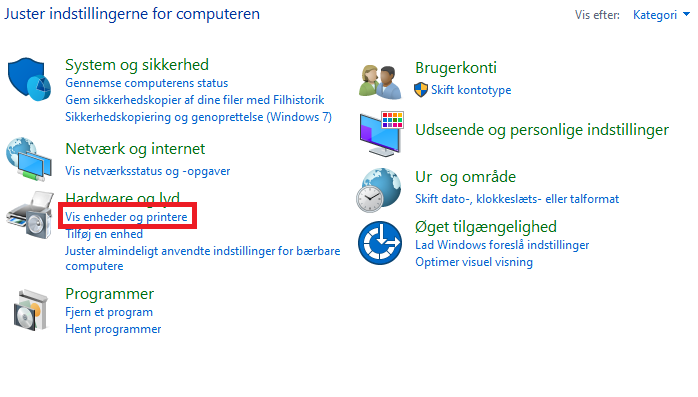 Juster indstillingerne for computeren
Vis efter: Kategori
System og sikkerhed
Gennemse computerens status
Gem sikkerhedskopier af dine filer med Filhistorik
Sikkerhedskopiering og genoprettelse (Windows 7)
Netværk og internet
Vis netværksstatus og -opgaver
Hardware og lyd
Vis enheder og printere
Tilføj en enhed
Juster almindeligt anvendte indstillinger for bærbare
computere
Programmer
Fjern et program
Hent programmer
Brugerkonti
Skift kontotype
Udseende og personlige indstillinger
Ur og område
Skift dato-, klokkeslæts- eller talformat
Øget tilgængelighed
Lad Windows foreslå indstillinger
Optimer visuel visning